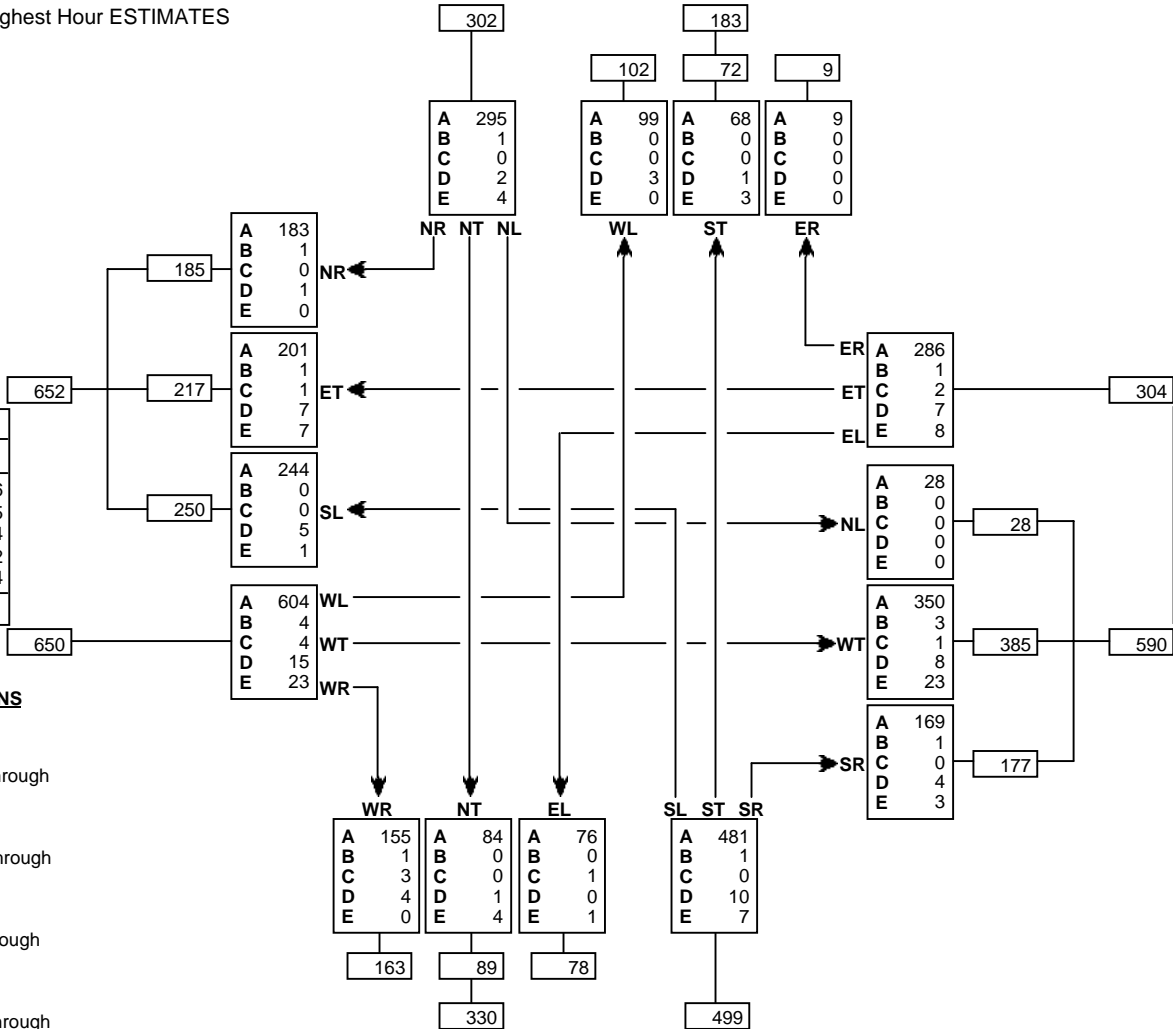 ghest Hour ESTIMATES
302
183
102
72
9
A 295
B 1
C 0
D 2
E 4
A 99
B 0
C 0
D 3
E 0
A 68
B 0
C 0
D 1
E 3
A 9
B 0
C 0
D 0
E 0
NR NT NL
WL
ST
ER
A 183
B 1
C 0
D 1
E 0
185
NR
A 201
B 1
C 1
D 7
E 7
652
217
ET
A 244
B 0
C 0
D 5
E 1
250
SL
A 604
B 4
C 4
D 15
E 23
650
WL
WT
WR
ER
ET
EL
A 286
B 1
C 2
D 7
E 8
304
NL
A 28
B 0
C 0
D 0
E 0
28
WT
A 350
B 3
C 1
D 8
E 23
385
590
SR
A 169
B 1
C 0
D 4
E 3
177
NS
rough
rough
ough
rough
WR
NT
EL
SL ST SR
A 155
B 1
C 3
D 4
E 0
A 84
B 0
C 0
D 1
E 4
A 76
B 0
C 1
D 0
E 1
A 481
B 1
C 0
D 10
E 7
163
89
78
330
499